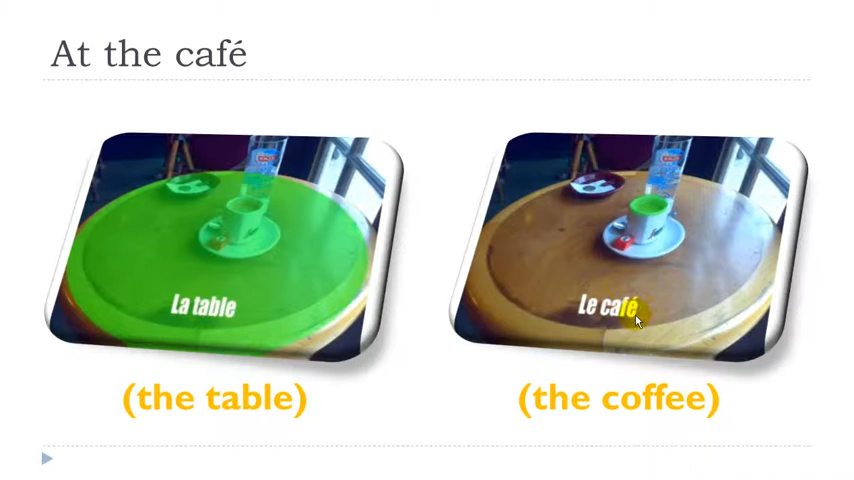 At the café
La table
Le café
(the table)
(the coffee)